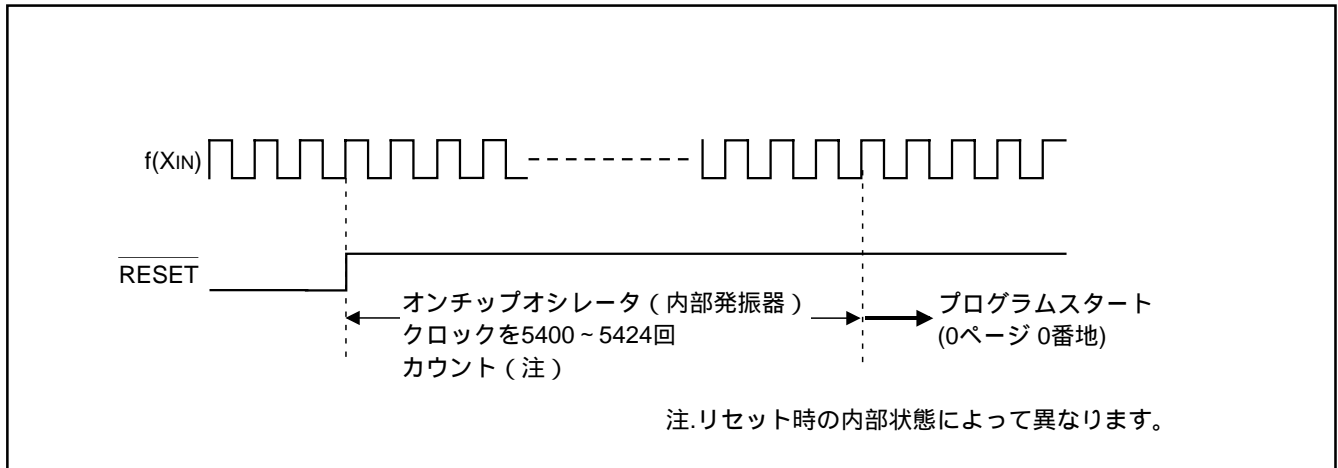 f(XIN)
RESET
オンチップオシレータ(内部発振器)
クロックを5400~5424回
カウント(注)
プログラムスタート
(0ページ 0番地)
注.リセット時の内部状態によって異なります。